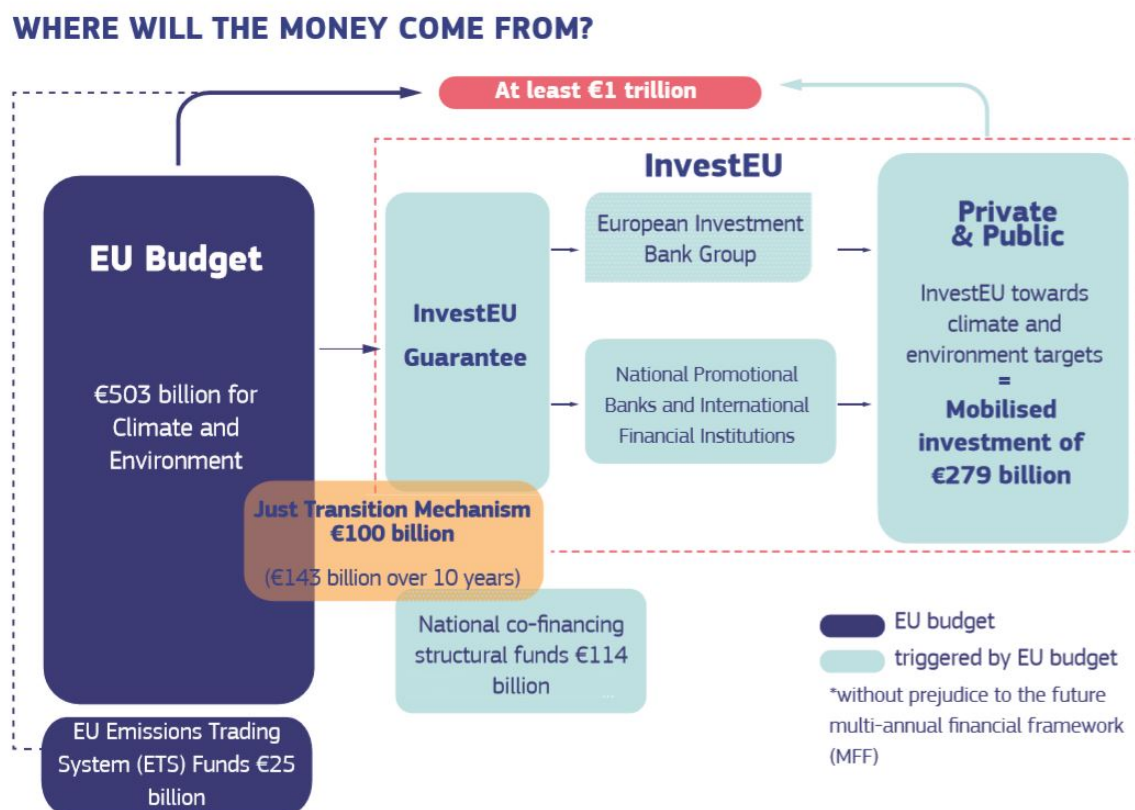 WHERE WILL THE MONEY COME FROM?
At least €1 trillion
EU Budget
€503 billion for
Climate and
Environment
InvestEU
InvestEU
Guarantee
European Investment
Bank Group
National Promotional
Banks and International
Financial Institutions
Private
& Public
InvestEU towards
climate and
environment targets
=
Mobilised
investment of
€279 billion
Just Transition Mechanism
€100 billion
(€143 billion over 10 years)
National co-financing
structural funds €114
billion
...
EU Emissions Trading
System (ETS) Funds €25
billion
EU budget
triggered by EU budget
*without prejudice to the future
multi-annual financial framework
(MFF)